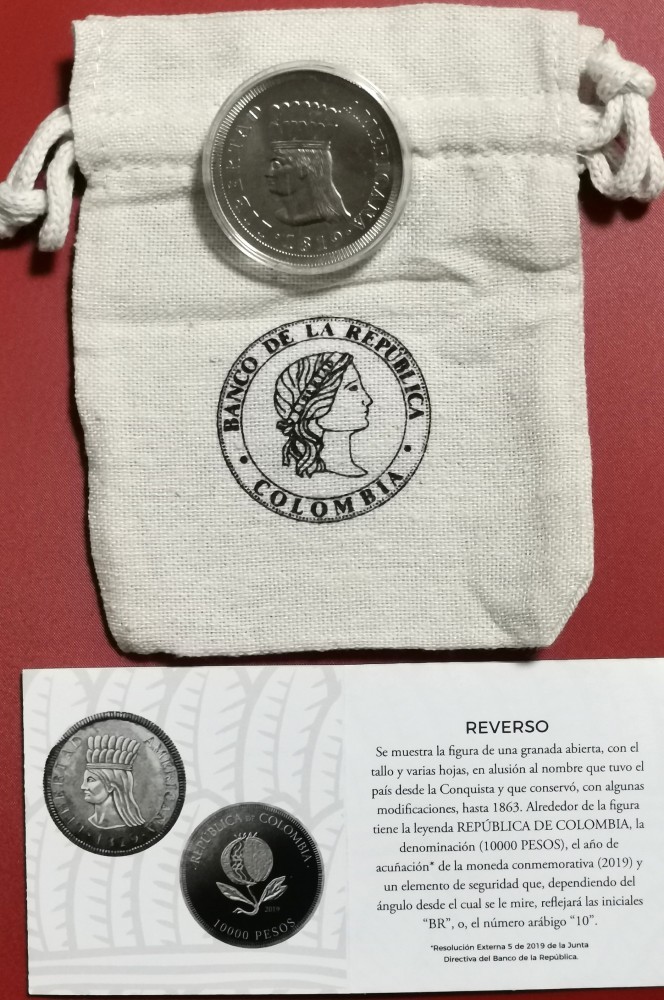 LIBERTAD AMERICANA
1819
BANCO DE LA REPÚBLICA
COLOMBIA
LIBERTAD AMERICANA
1819
REPÚBLICA DE COLOMBIA
2019
10000 PESOS
REVERSO
Se muestra la figura de una granada abierta, con el
tallo y varias hojas, en alusión al nombre que tuvo el
país desde la Conquista y que conservó, con algunas
modificaciones, hasta 1863. Alrededor de la figura
tiene la leyenda REPÚBLICA DE COLOMBIA, la
denominación (10000 PESOS), el año de
acuñación* de la moneda conmemorativa (2019) y
un elemento de seguridad que, dependiendo del
ángulo desde el cual se le mire, reflejará las iniciales
“BR”, o, el número arábigo “10”.
*Resolución Externa 5 de 2019 de la Junta
Directiva del Banco de la República.